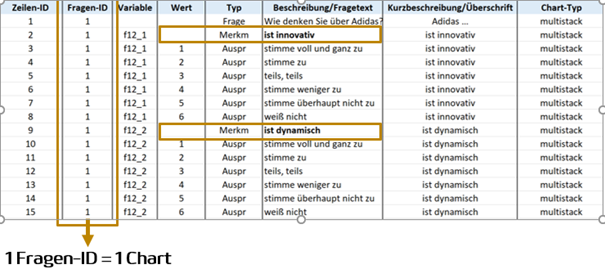 Zeilen-ID Fragen-ID Variable Wert Typ Beschreibung/Fragetext Kurzbeschreibung/Überschrift Chart-Typ
1 1 Frage Wie denken Sie über Adidas? Adidas ... multistack
2 1 f12_1 Merkm ist innovativ ist innovativ multistack
3 1 f12_1 1 Auspr stimme voll und ganz zu ist innovativ multistack
4 1 f12_1 2 Auspr stimme zu ist innovativ multistack
5 1 f12_1 3 Auspr teils, teils ist innovativ multistack
6 1 f12_1 4 Auspr stimme weniger zu ist innovativ multistack
7 1 f12_1 5 Auspr stimme überhaupt nicht zu ist innovativ multistack
8 1 f12_1 6 Auspr weiß nicht ist innovativ multistack
9 1 f12_2 Merkm ist dynamisch ist dynamisch multistack
10 1 f12_2 1 Auspr stimme voll und ganz zu ist dynamisch multistack
11 1 f12_2 2 Auspr stimme zu ist dynamisch multistack
12 1 f12_2 3 Auspr teils, teils ist dynamisch multistack
13 1 f12_2 4 Auspr stimme weniger zu ist dynamisch multistack
14 1 f12_2 5 Auspr stimme überhaupt nicht zu ist dynamisch multistack
15 1 f12_2 6 Auspr weiß nicht ist dynamisch multistack
1 Fragen-ID = 1 Chart